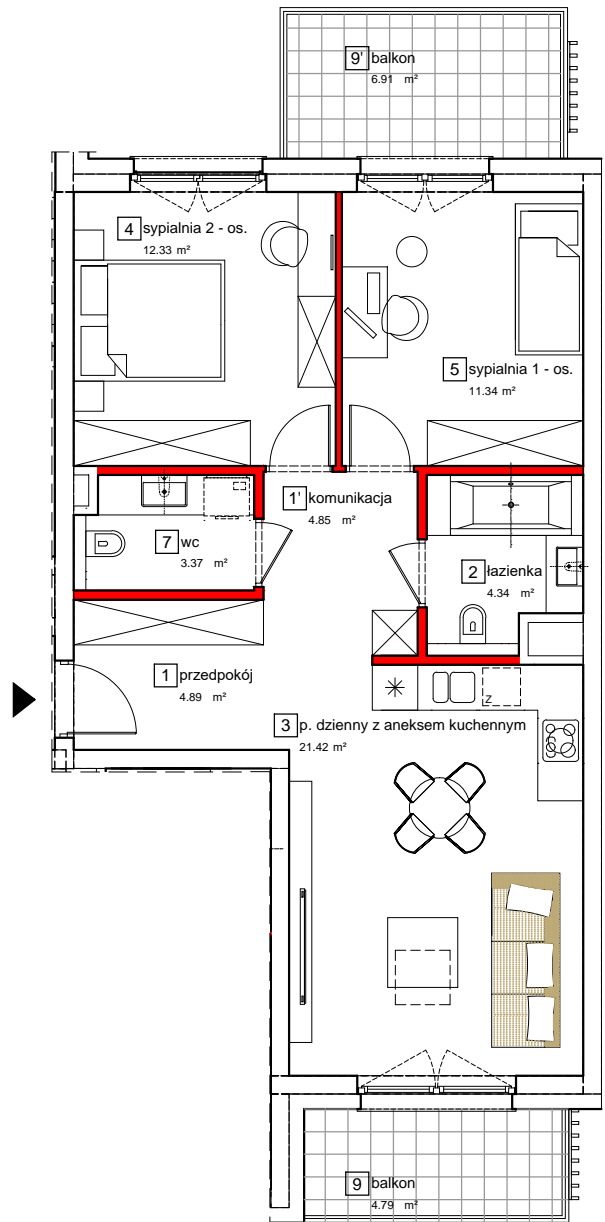 9' balkon
6.91 m²
4 sypialnia 2 - os.
12.33 m²
5 sypialnia 1 - os.
11.34 m²
1' komunikacja
4.85 m²
7 wc
3.37 m²
2 łazienka
4.34 m²
1 przedpokój
4.89 m²
Z
3 p. dzienny z aneksem kuchennym
21.42 m²
9 balkon
4.79 m²